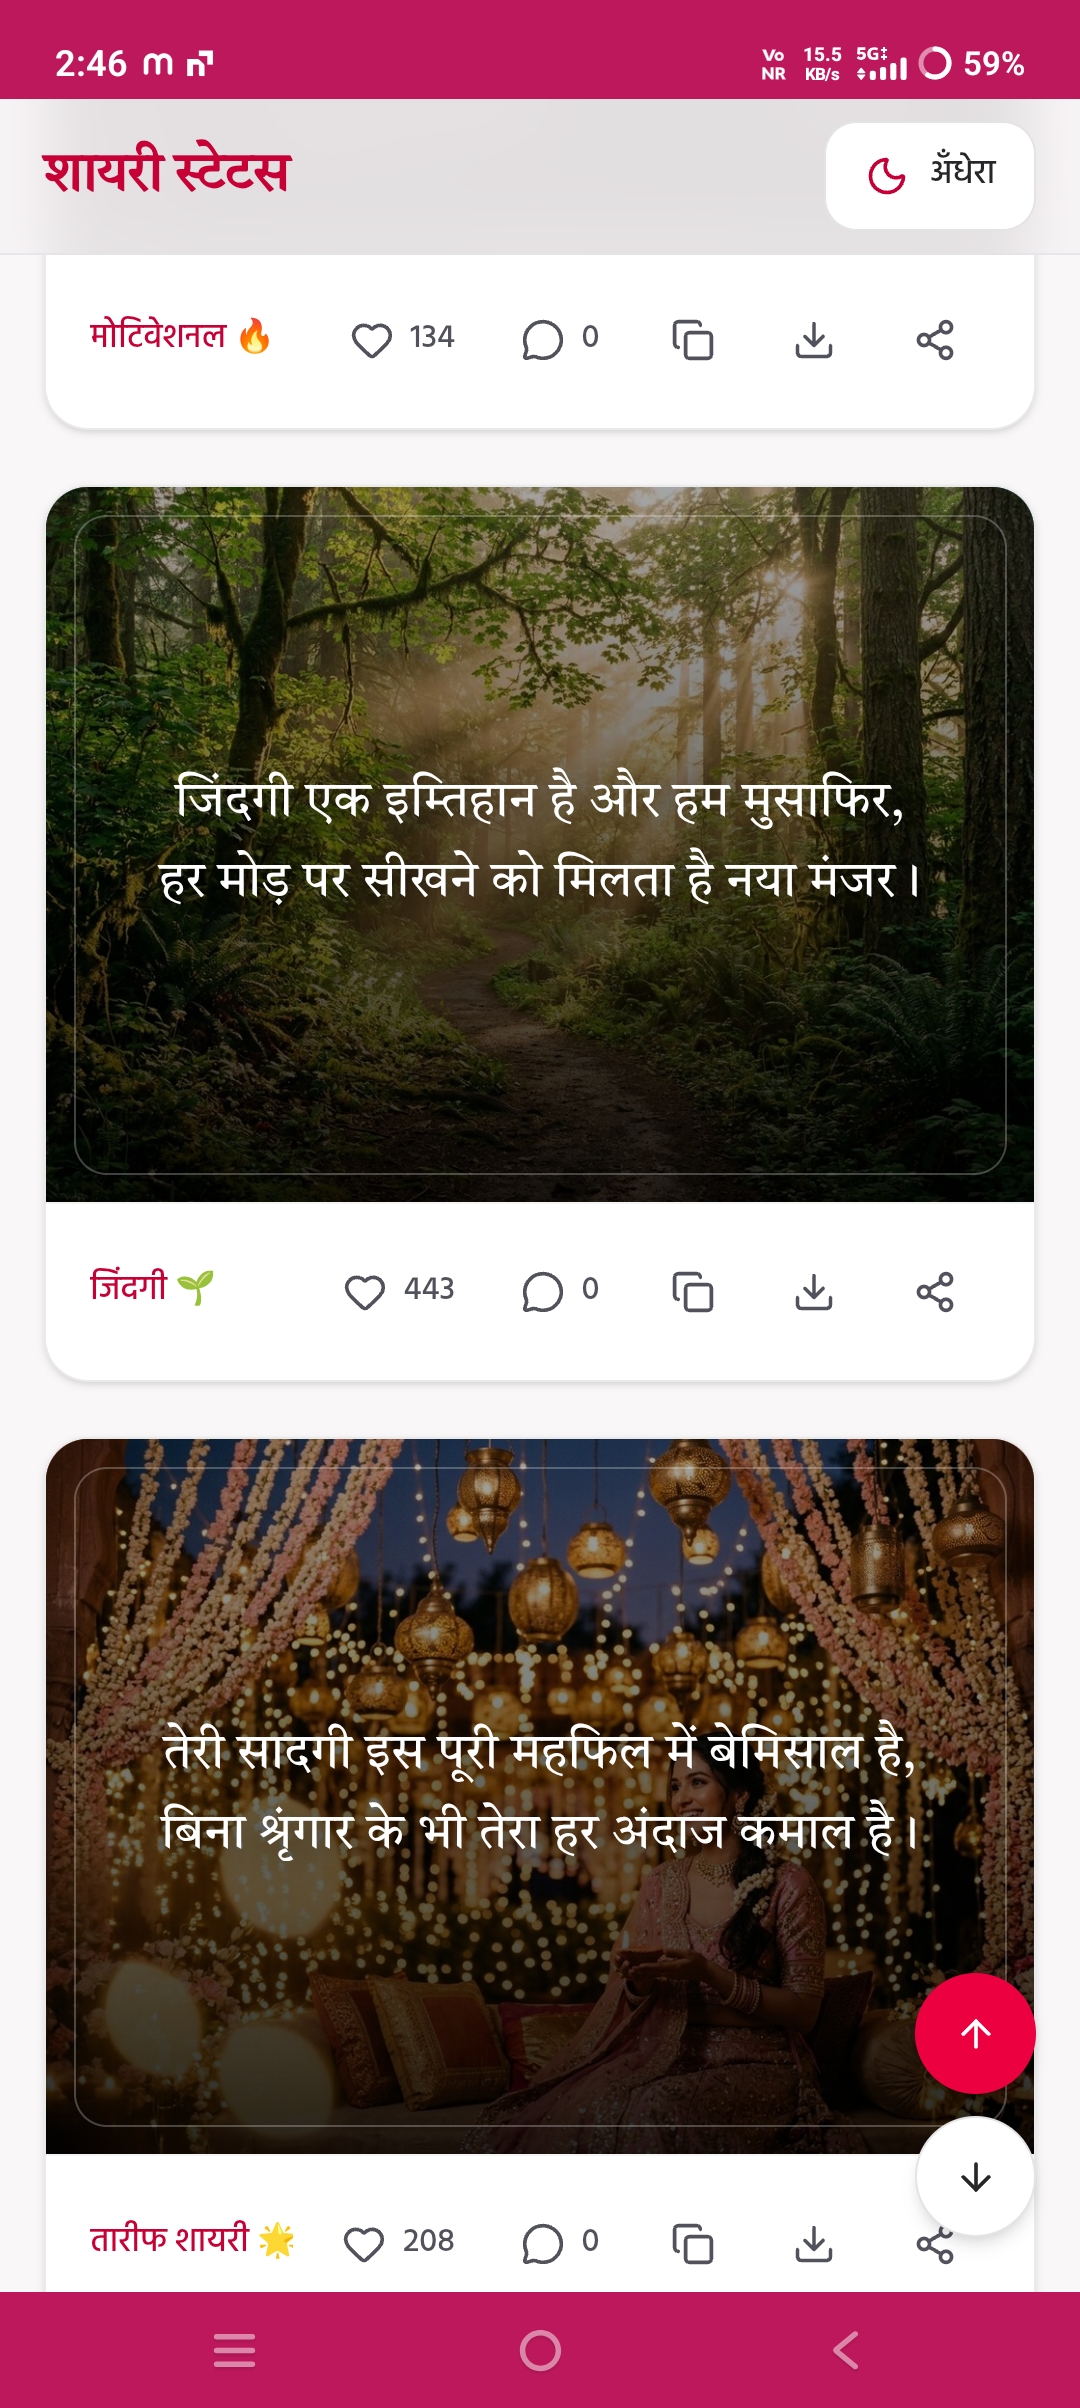 2:46
Vo NR 15.5 KB/s 5G 59%
शायरी स्टेटस
अँधेरा
मोटिवेशनल 🔥 134 0
जिंदगी एक इम्तिहान है और हम मुसाफिर,
हर मोड़ पर सीखने को मिलता है नया मंजर।
जिंदगी 🌱 443 0
तेरी सादगी इस पूरी महफिल में बेमिसाल है,
बिना श्रृंगार के भी तेरा हर अंदाज कमाल है।
तारीफ शायरी 🌟 208 0